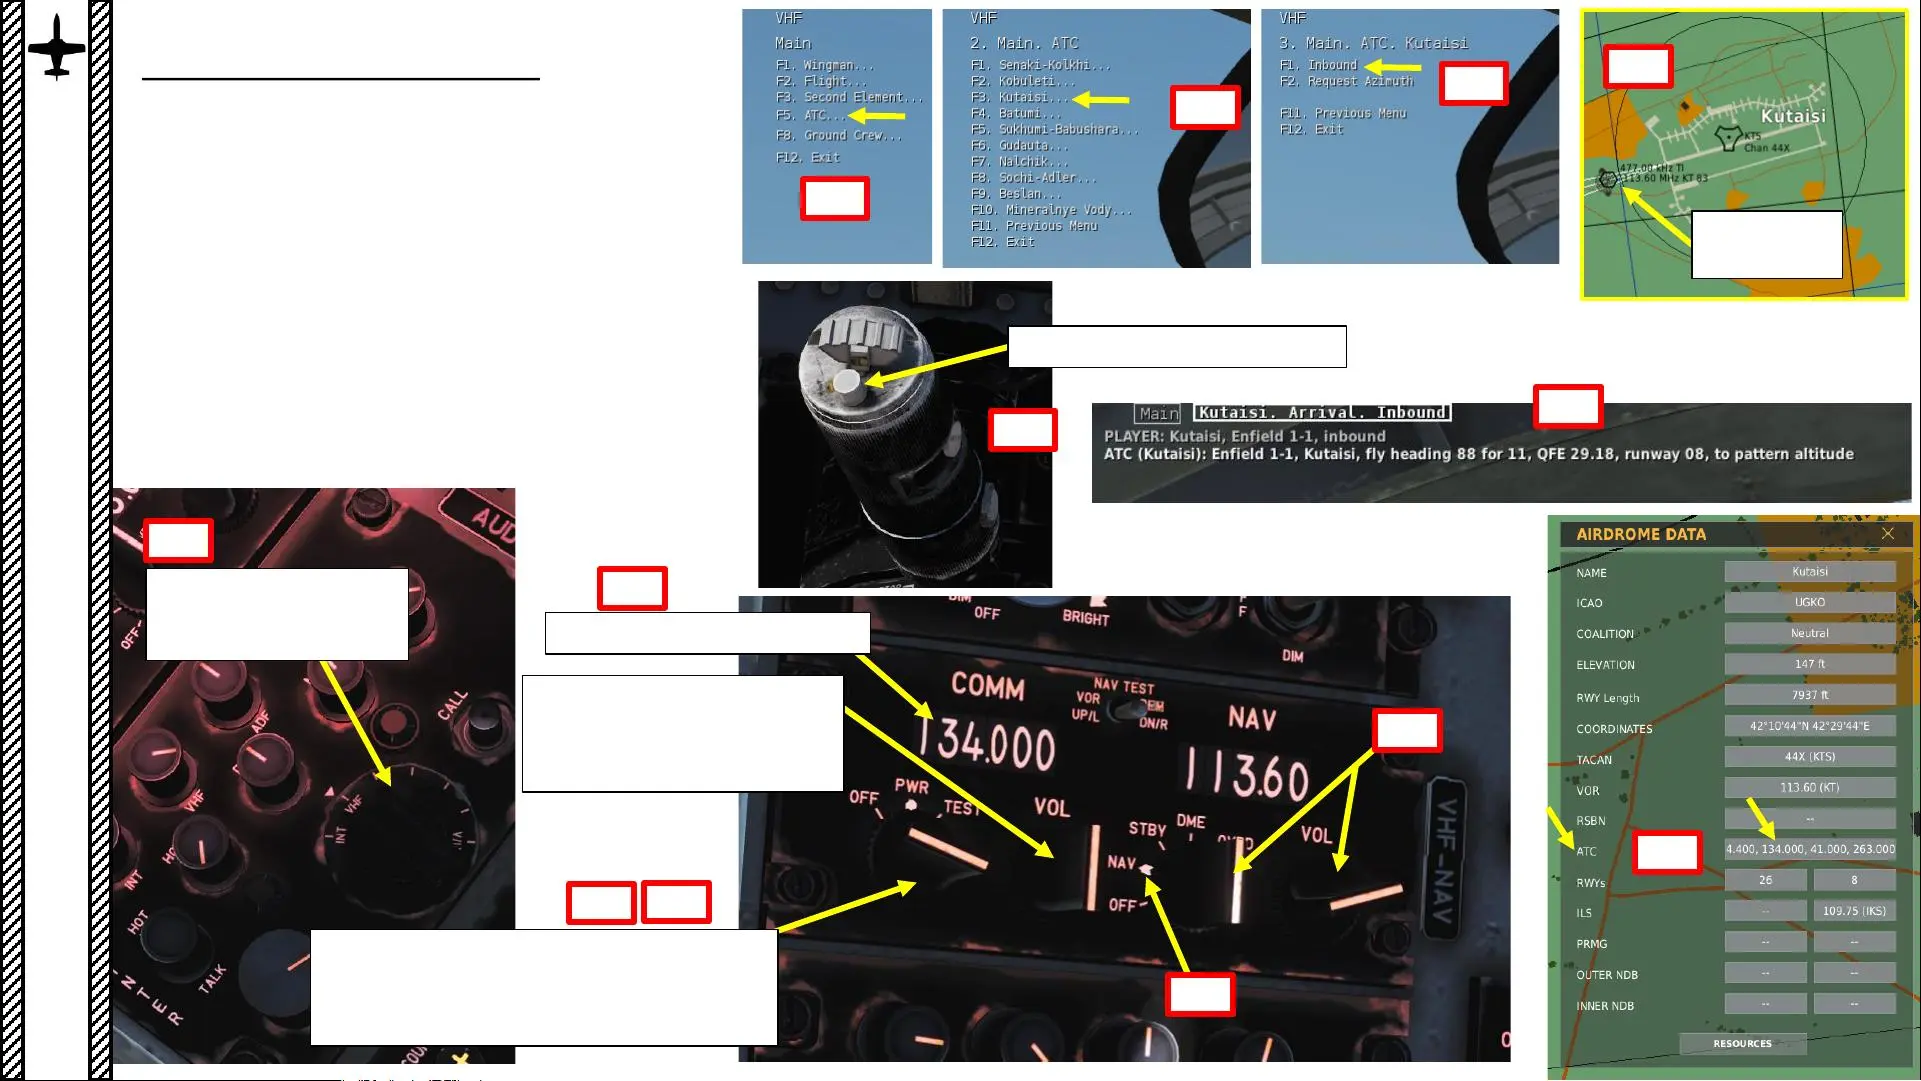 VHF
Main
F1. Wingman...
F2. Flight...
F3. Second Element...
F5. ATC...
F8. Ground Crew...
F12. Exit
VHF
2. Main. ATC
F1. Senaki-Kolkhi...
F2. Kobuleti...
F3. Kutaisi...
F4. Batumi...
F5. Sukhumi-Babushara...
F6. Gudauta...
F7. Nalchik...
F8. Sochi-Adler...
F9. Beslan...
F10. Mineralnye Vody...
F11. Previous Menu
F12. Exit
VHF
3. Main. ATC. Kutaisi
F1. Inbound
F2. Request Azimuth
F11. Previous Menu
F12. Exit
Kutaisi
KTS
Chan 44X
477.00 kHz TI
113.60 MHz KT 83
Main Kutaisi. Arrival. Inbound
PLAYER: Kutaisi, Enfield 1-1, inbound
ATC (Kutaisi): Enfield 1-1, Kutaisi, fly heading 88 for 11, QFE 29.18, runway 08, to pattern altitude
AUD
OFF
ADF
CALL
VHF
INT
VHF
INT
HOT
TALK
NTER
OFF
BRIGHT
F
F
DIM
COMM
NAV TEST
VOR
UP/L
DN/R
NAV
134.000
113.60
PWR
OFF
TEST
VOL
STBY
DME
VOL
NAV
OFF
VHF-NAV
AIRDROME DATA
NAME Kutaisi
ICAO UGKO
COALITION Neutral
ELEVATION 147 ft
RWY Length 7937 ft
COORDINATES 42°10'44"N 42°29'44"E
TACAN 44X (KTS)
VOR 113.60 (KT)
RSBN --
ATC 4.400, 134.000, 41.000, 263.000
RWYs 26 8
ILS -- 109.75 (IKS)
PRMG -- --
OUTER NDB -- --
INNER NDB -- --
RESOURCES